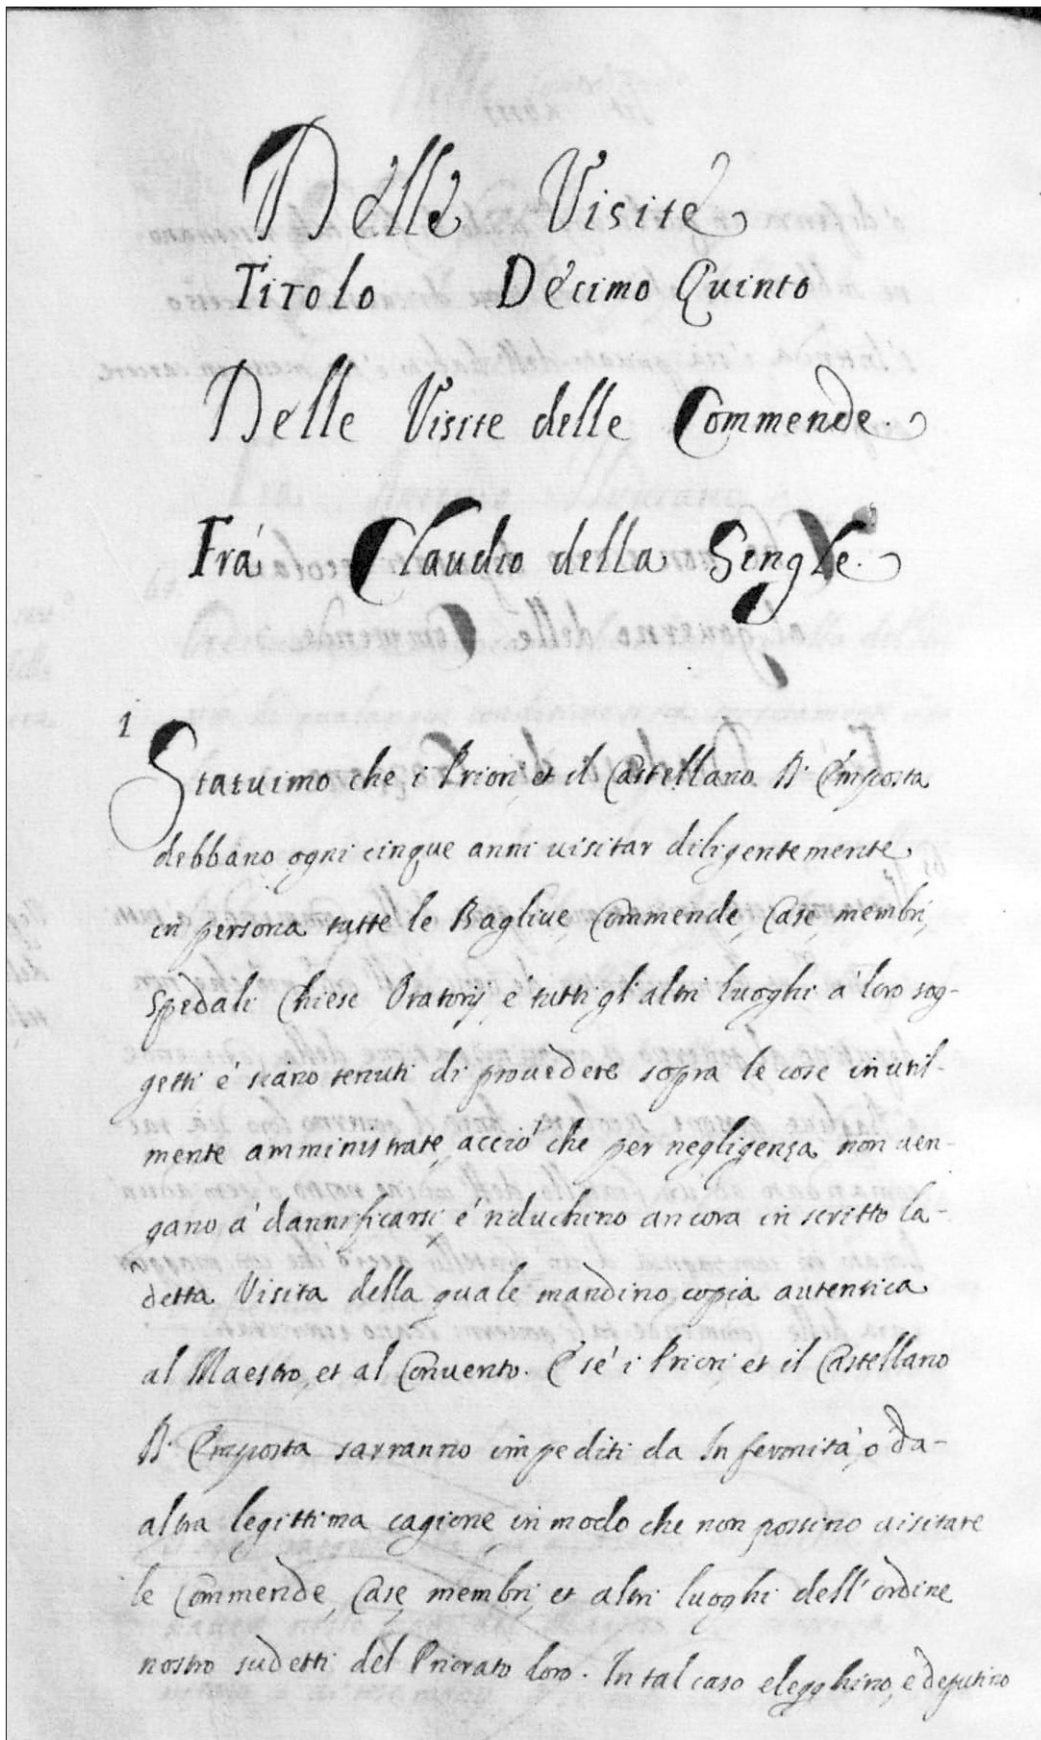 Delle Visite
Titolo Decimo Quinto
Delle Visite delle Commende.
Frà Claudio della Sengle.
1 Statuimo che i Priori, et il Castellano D'Emposta
debbano ogni cinque anni visitar diligentemente
in persona tutte le Baglive, Commende, Case, membri,
spedali Chiese Oratorij, e' tutti gl'altri luoghi a' loro sog-
getti e' siano tenuti di provedere sopra le cose inutil-
mente amministrate, acciò che per negligenza non ven-
gano a' dannificarsi, e' riduchino ancora in scritto la-
detta Visita della quale mandino copia autentica
al Maestro, et al Convento. E' se' i Priori, et il Castellano
D'Emposta sarranno impediti da Infermità, o' da-
altra legittima cagione, in modo che non possino visitare
le Commende, Case, membri, et altri luoghi dell'ordine
nostro sudetti del Priorato loro. In tal caso elegghino, e deputino